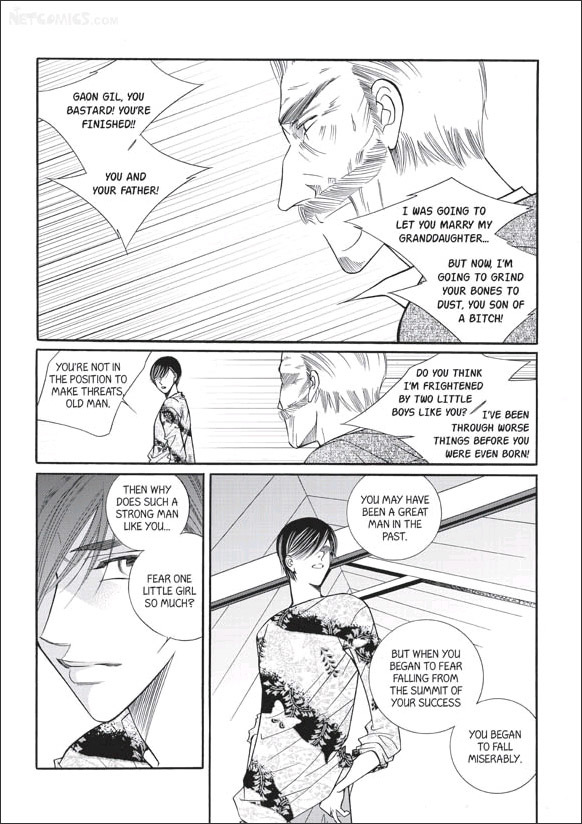 NETCOMICS.COM
GAON GIL, YOU
BASTARD! YOU'RE
FINISHED!!
YOU AND
YOUR FATHER!
I WAS GOING TO
LET YOU MARRY MY
GRANDDAUGHTER...
BUT NOW, I'M
GOING TO GRIND
YOUR BONES TO
DUST, YOU SON OF
A BITCH!
YOU'RE NOT IN
THE POSITION TO
MAKE THREATS,
OLD MAN.
DO YOU THINK
I'M FRIGHTENED
BY TWO LITTLE
BOYS LIKE YOU?
I'VE BEEN
THROUGH WORSE
THINGS BEFORE YOU
WERE EVEN BORN!
THEN WHY
DOES SUCH A
STRONG MAN
LIKE YOU...
FEAR ONE
LITTLE GIRL
SO MUCH?
YOU MAY HAVE
BEEN A GREAT
MAN IN THE
PAST.
BUT WHEN YOU
BEGAN TO FEAR
FALLING FROM
THE SUMMIT OF
YOUR SUCCESS
YOU BEGAN
TO FALL
MISERABLY.